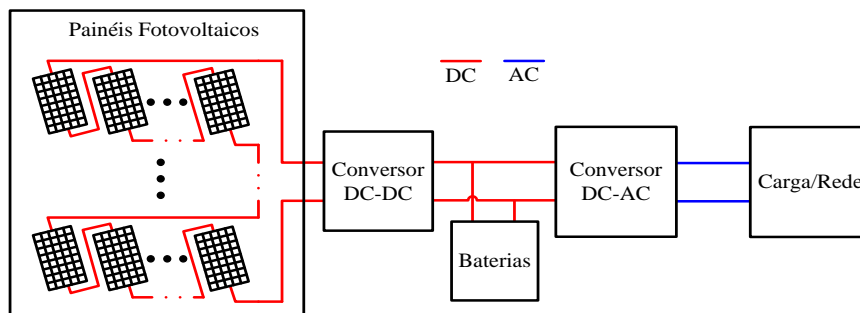 Painéis Fotovoltaicos
DC
AC
Conversor
DC-DC
Conversor
DC-AC
Carga/Rede
Baterias